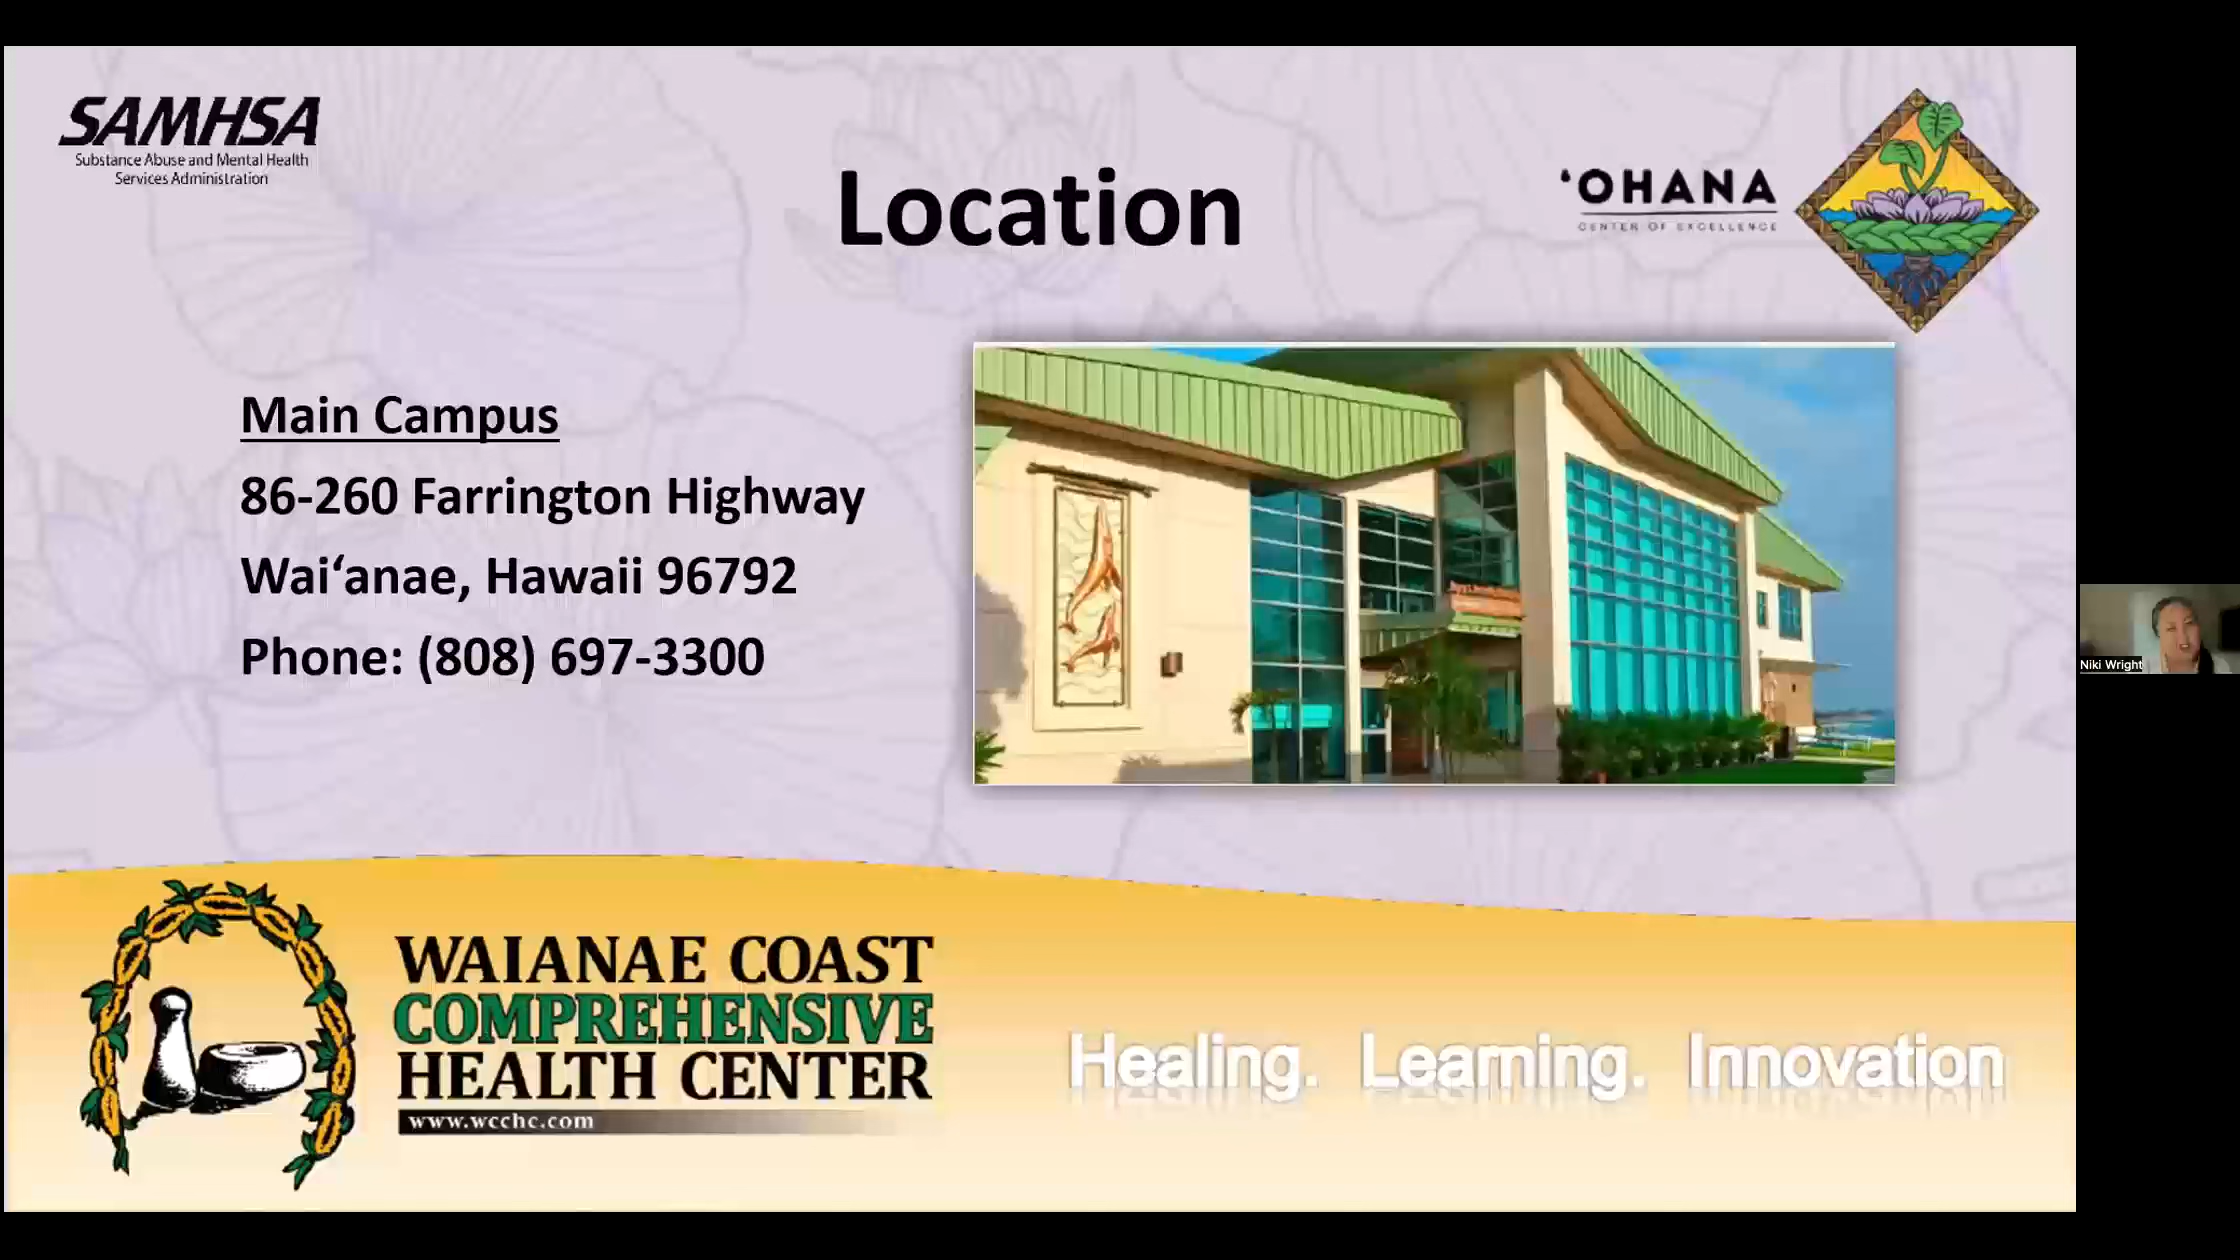 SAMHSA
Substance Abuse and Mental Health
Services Administration
Location
ʻOHANA
CENTER OF EXCELLENCE
Main Campus
86-260 Farrington Highway
Wai‘anae, Hawaii 96792
Phone: (808) 697-3300
Niki Wright
WAIANAE COAST
COMPREHENSIVE
HEALTH CENTER
www.wcchc.com
Healing. Learning. Innovation